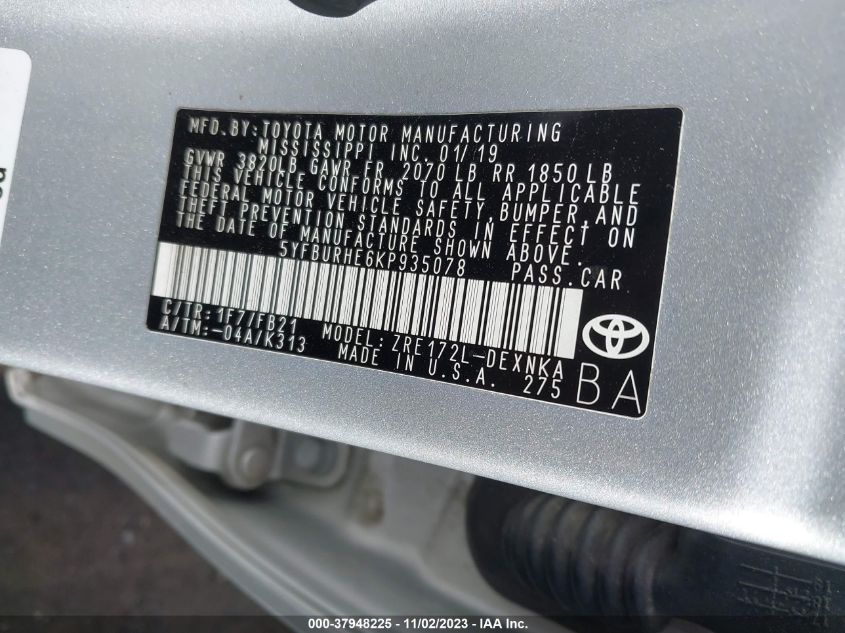 MFD. BY: TOYOTA MOTOR MANUFACTURING
MISSISSIPPI INC. 01/19
GVWR 3820LB GAWR FR 2070 LB RR 1850 LB
THIS VEHICLE CONFORMS TO ALL APPLICABLE
FEDERAL MOTOR VEHICLE SAFETY, BUMPER, AND
THEFT PREVENTION STANDARDS IN EFFECT ON
THE DATE OF MANUFACTURE SHOWN ABOVE.
5YFBURHE6KP935078 PASS. CAR
C/TR: 1F7/FB21
A/TM: -04A/K313
MODEL: ZRE172L-DEXNKA
MADE IN U.S.A. 275
BA
000-37948225 - 11/02/2023 - IAAI.com